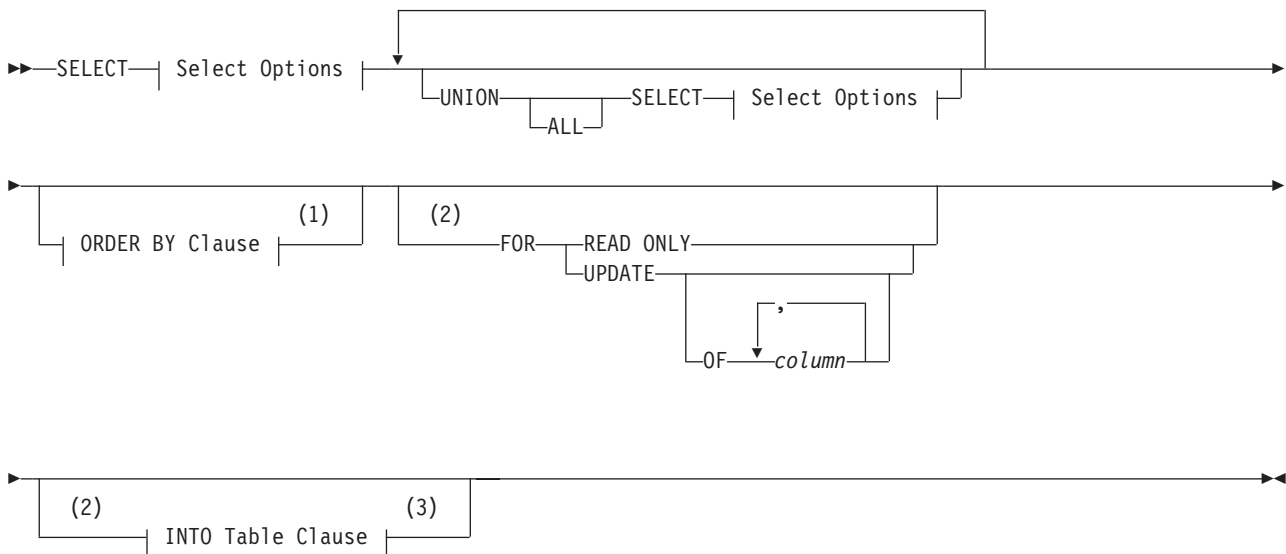 SELECT Select Options
UNION SELECT Select Options
ALL
(1) (2)
ORDER BY Clause FOR READ ONLY
UPDATE
,
OF column
(2) (3)
INTO Table Clause